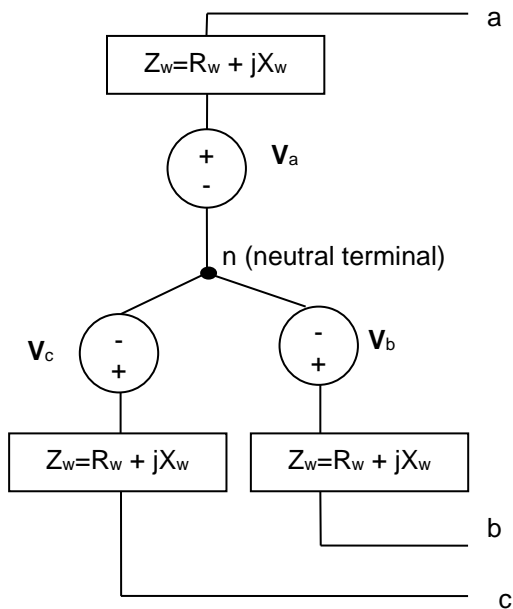 a
Zw=Rw + jXw
+
Va
-
n (neutral terminal)
Vc
-
+
-
+
Vb
Zw=Rw + jXw
Zw=Rw + jXw
b
c